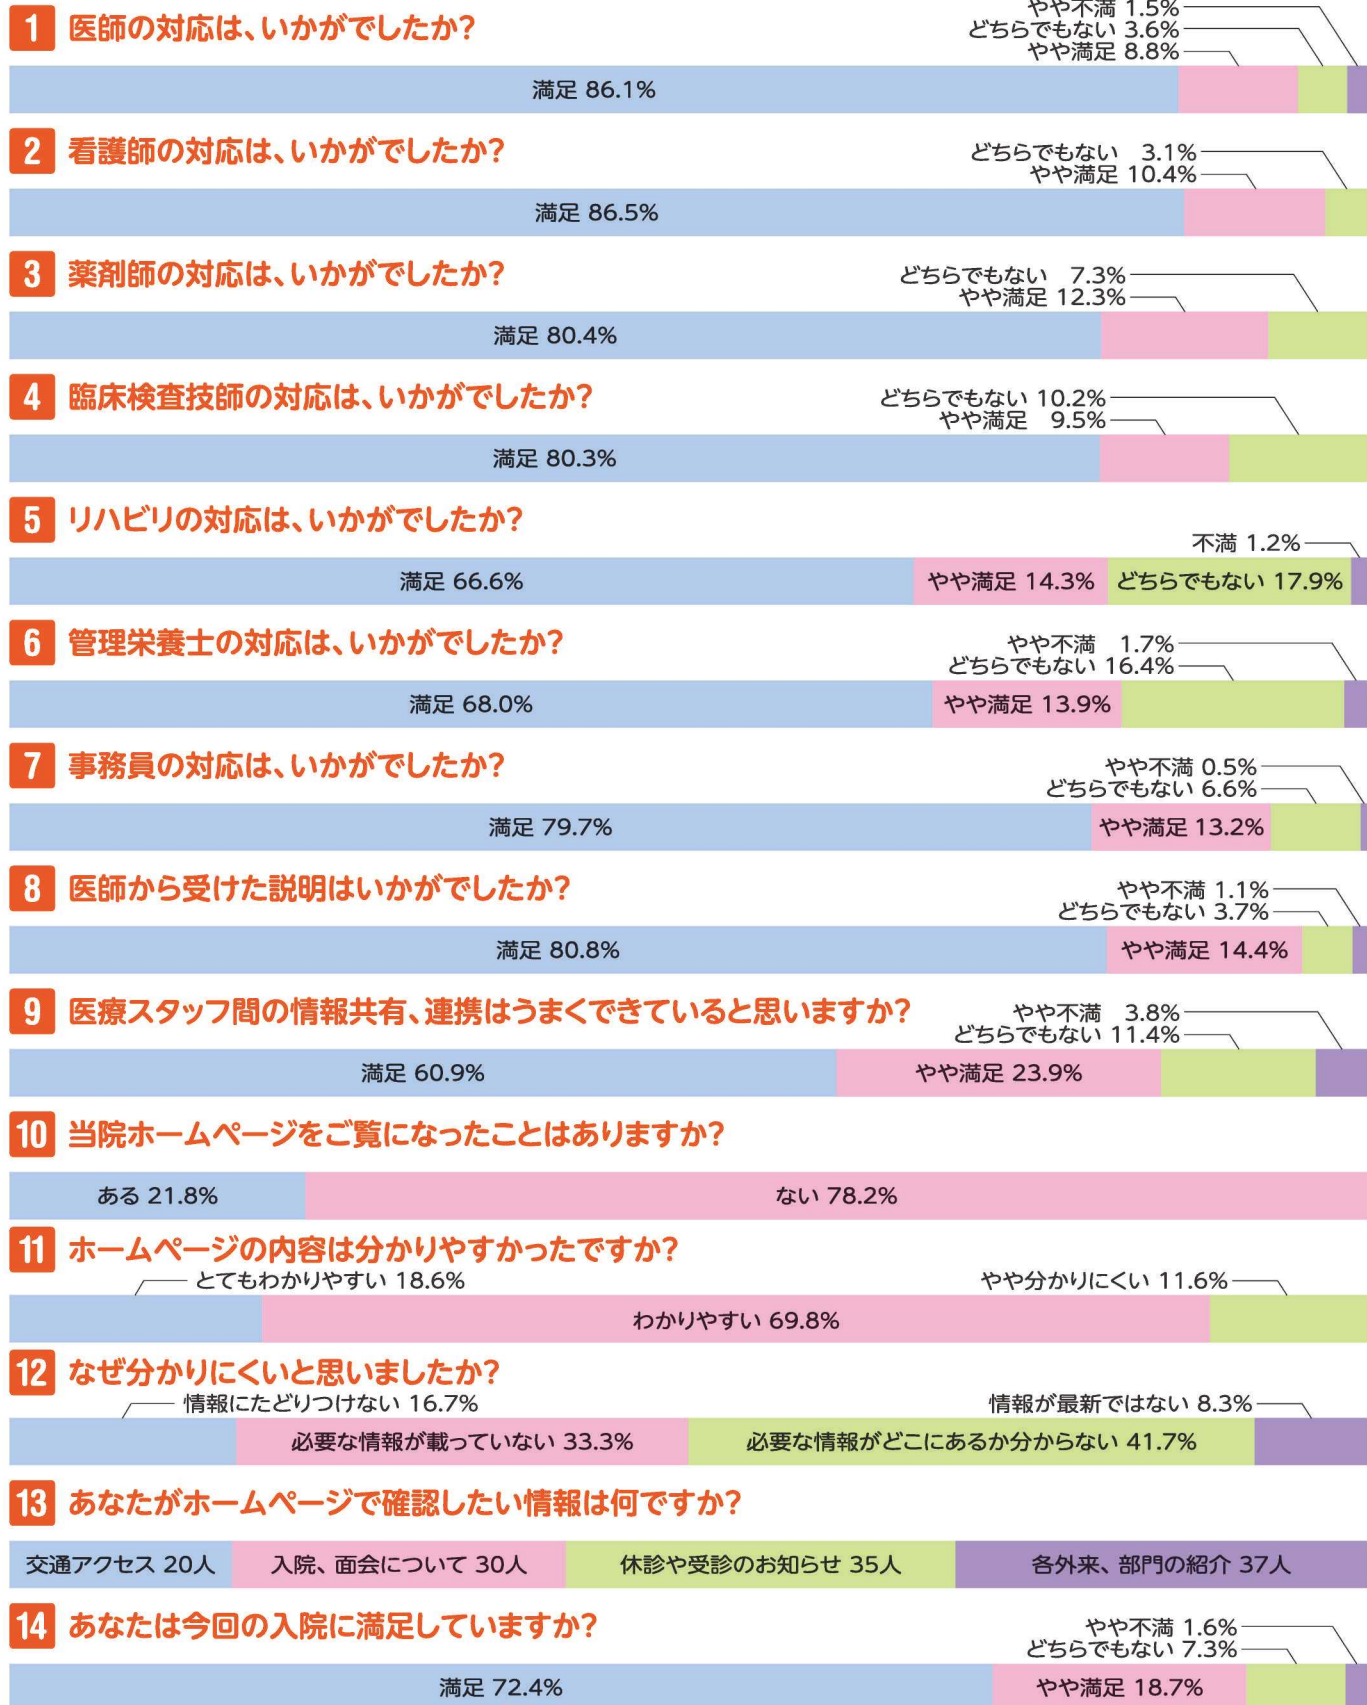 1 医師の対応は、いかがでしたか?
やや不満 1.5%
どちらでもない 3.6%
やや満足 8.8%
満足 86.1%
2 看護師の対応は、いかがでしたか?
どちらでもない 3.1%
やや満足 10.4%
満足 86.5%
3 薬剤師の対応は、いかがでしたか?
どちらでもない 7.3%
やや満足 12.3%
満足 80.4%
4 臨床検査技師の対応は、いかがでしたか?
どちらでもない 10.2%
やや満足 9.5%
満足 80.3%
5 リハビリの対応は、いかがでしたか?
不満 1.2%
満足 66.6% やや満足 14.3% どちらでもない 17.9%
6 管理栄養士の対応は、いかがでしたか?
やや不満 1.7%
どちらでもない 16.4%
満足 68.0% やや満足 13.9%
7 事務員の対応は、いかがでしたか?
やや不満 0.5%
どちらでもない 6.6%
満足 79.7% やや満足 13.2%
8 医師から受けた説明はいかがでしたか?
やや不満 1.1%
どちらでもない 3.7%
満足 80.8% やや満足 14.4%
9 医療スタッフ間の情報共有、連携はうまくできていると思いますか?
やや不満 3.8%
どちらでもない 11.4%
満足 60.9% やや満足 23.9%
10 当院ホームページをご覧になったことはありますか?
ある 21.8% ない 78.2%
11 ホームページの内容は分かりやすかったですか?
とてもわかりやすい 18.6% やや分かりにくい 11.6%
わかりやすい 69.8%
12 なぜ分かりにくいと思いましたか?
情報にたどりつけない 16.7% 情報が最新ではない 8.3%
必要な情報が載っていない 33.3% 必要な情報がどこにあるか分からない 41.7%
13 あなたがホームページで確認したい情報は何ですか?
交通アクセス 20人 入院、面会について 30人 休診や受診のお知らせ 35人 各外来、部門の紹介 37人
14 あなたは今回の入院に満足していますか?
やや不満 1.6%
どちらでもない 7.3%
満足 72.4% やや満足 18.7%